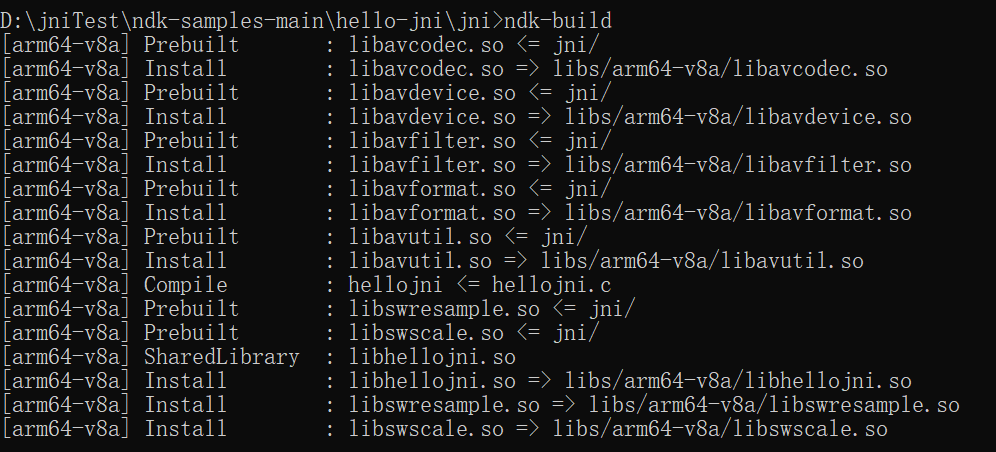 D:\jniTest\ndk-samples-main\hello-jni\jni>ndk-build
[arm64-v8a] Prebuilt       : libavcodec.so <= jni/
[arm64-v8a] Install        : libavcodec.so => libs/arm64-v8a/libavcodec.so
[arm64-v8a] Prebuilt       : libavdevice.so <= jni/
[arm64-v8a] Install        : libavdevice.so => libs/arm64-v8a/libavdevice.so
[arm64-v8a] Prebuilt       : libavfilter.so <= jni/
[arm64-v8a] Install        : libavfilter.so => libs/arm64-v8a/libavfilter.so
[arm64-v8a] Prebuilt       : libavformat.so <= jni/
[arm64-v8a] Install        : libavformat.so => libs/arm64-v8a/libavformat.so
[arm64-v8a] Prebuilt       : libavutil.so <= jni/
[arm64-v8a] Install        : libavutil.so => libs/arm64-v8a/libavutil.so
[arm64-v8a] Compile        : hellojni <= hellojni.c
[arm64-v8a] Prebuilt       : libswresample.so <= jni/
[arm64-v8a] Prebuilt       : libswscale.so <= jni/
[arm64-v8a] SharedLibrary  : libhellojni.so
[arm64-v8a] Install        : libhellojni.so => libs/arm64-v8a/libhellojni.so
[arm64-v8a] Install        : libswresample.so => libs/arm64-v8a/libswresample.so
[arm64-v8a] Install        : libswscale.so => libs/arm64-v8a/libswscale.so